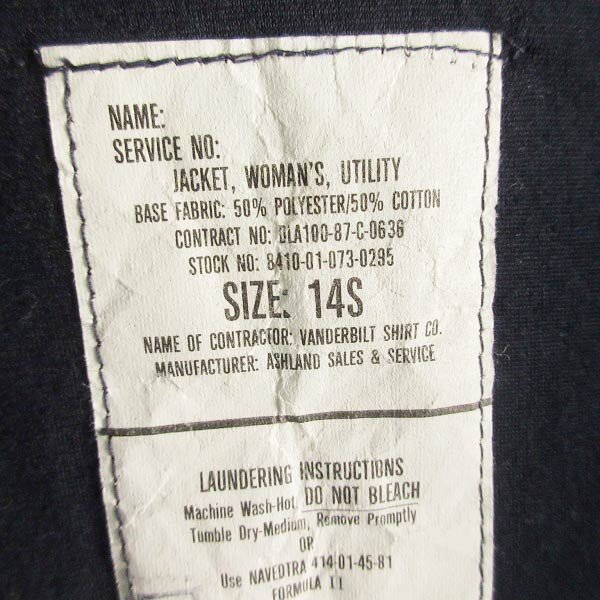 NAME:
SERVICE NO:
JACKET, WOMAN'S, UTILITY
BASE FABRIC: 50% POLYESTER/50% COTTON
CONTRACT NO: DLA100-87-C-0636
STOCK NO: 8410-01-073-0295
SIZE: 14S
NAME OF CONTRACTOR: VANDERBILT SHIRT CO.
MANUFACTURER: ASHLAND SALES & SERVICE
LAUNDERING INSTRUCTIONS
Machine Wash-Hot, DO NOT BLEACH
Tumble Dry-Medium, Remove Promptly
OR
Use NAVEDTRA 414-01-45-81
FORMULA II